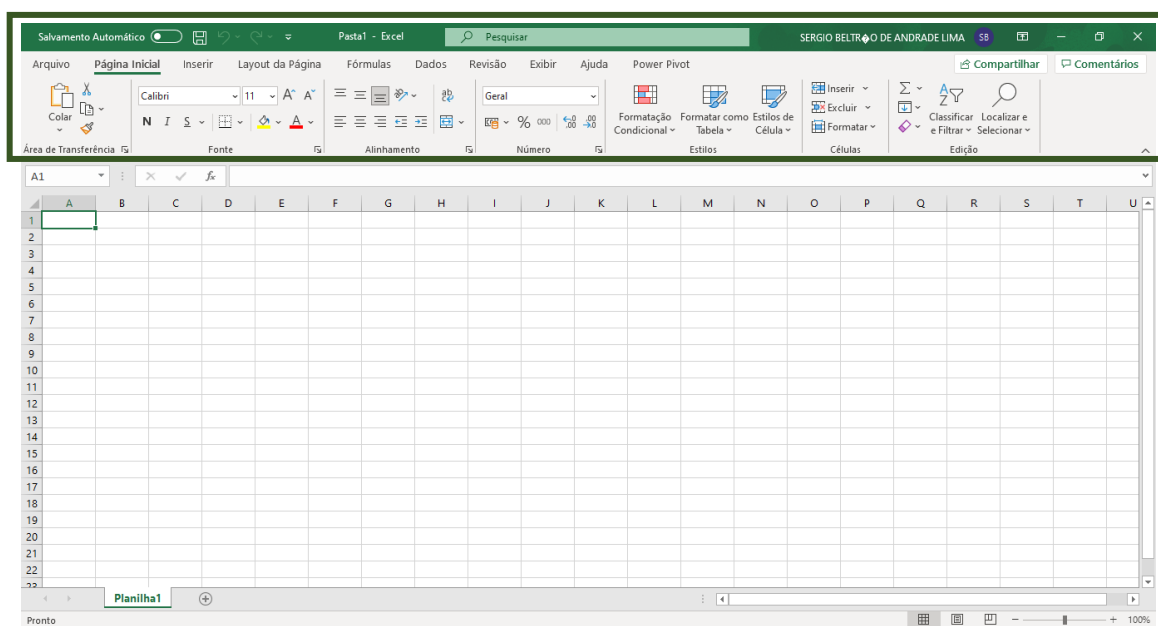 Salvamento Automático Pasta1 - Excel Pesquisar SERGIO BELTR�O DE ANDRADE LIMA SB
Arquivo Página Inicial Inserir Layout da Página Fórmulas Dados Revisão Exibir Ajuda Power Pivot Compartilhar Comentários
Colar
Calibri 11
N I S A
ab
Geral
% 000
Formatação Condicional
Formatar como Tabela
Estilos de Célula
Inserir
Excluir
Formatar
Classificar e Filtrar
Localizar e Selecionar
Área de Transferência Fonte Alinhamento Número Estilos Células Edição
A1 fx
A B C D E F G H I J K L M N O P Q R S T U
1
2
3
4
5
6
7
8
9
10
11
12
13
14
15
16
17
18
19
20
21
22
23
Planilha1
Pronto 100%